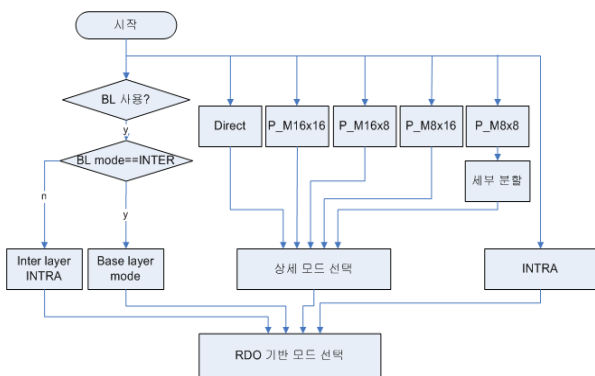 시작
BL 사용?
Direct
P_M16x16
P_M16x8
P_M8x16
P_M8x8
y
BL mode==INTER
세부 분할
n
y
Inter layer
INTRA
Base layer
mode
상세 모드 선택
INTRA
RDO 기반 모드 선택